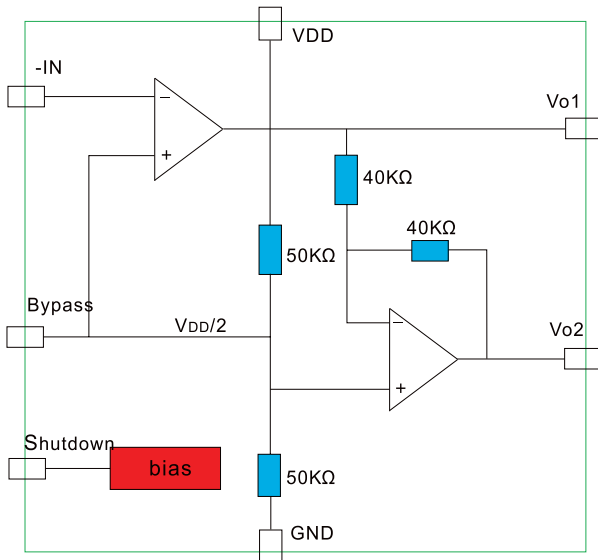 VDD
-IN
Vo1
−
+
40KΩ
40KΩ
50KΩ
Bypass
VDD/2
Vo2
−
+
Shutdown
bias
50KΩ
GND